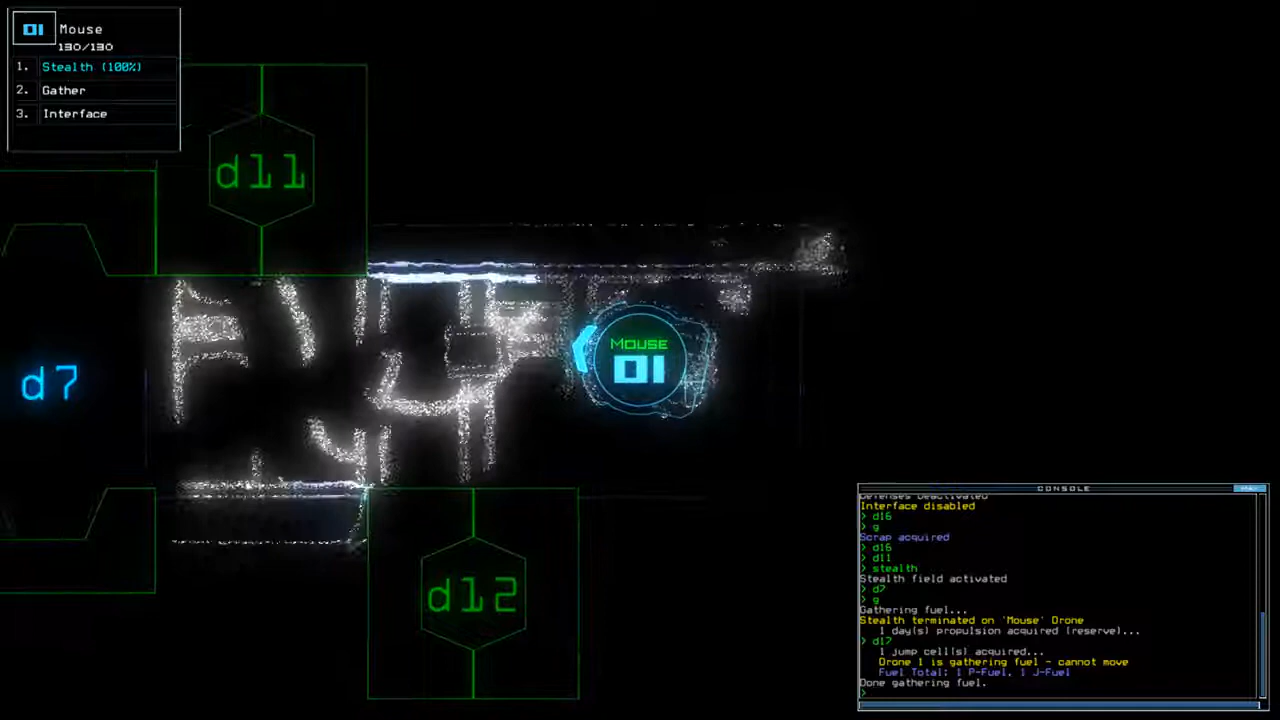 01 Mouse
130/130
1. Stealth (100%)
2. Gather
3. Interface
d11
d7
Mouse
01
d12
CONSOLE
Defenses deactivated
Interface disabled
> d16
> g
Scrap acquired
> d16
> d11
> stealth
Stealth field activated
> d7
> g
Gathering fuel...
Stealth terminated on 'Mouse' Drone
1 day(s) propulsion acquired (reserve)...
> d17
1 jump cell(s) acquired...
Drone 1 is gathering fuel - cannot move
Fuel Total: 1 P-Fuel, 1 J-Fuel
Done gathering fuel.
>